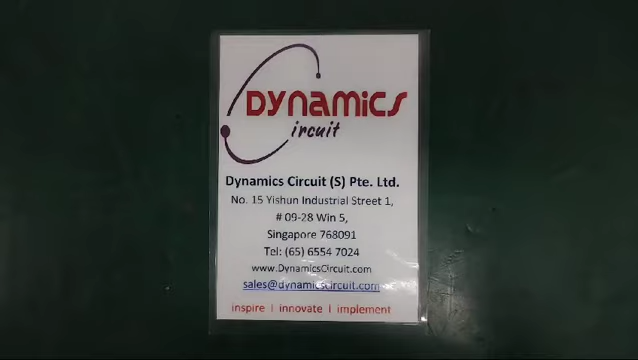 DYNAMICS
ircuit
Dynamics Circuit (S) Pte. Ltd.
No. 15 Yishun Industrial Street 1,
# 09-28 Win 5,
Singapore 768091
Tel: (65) 6554 7024
www.DynamicsCircuit.com
sales@dynamicscircuit.com
inspire I innovate I implement